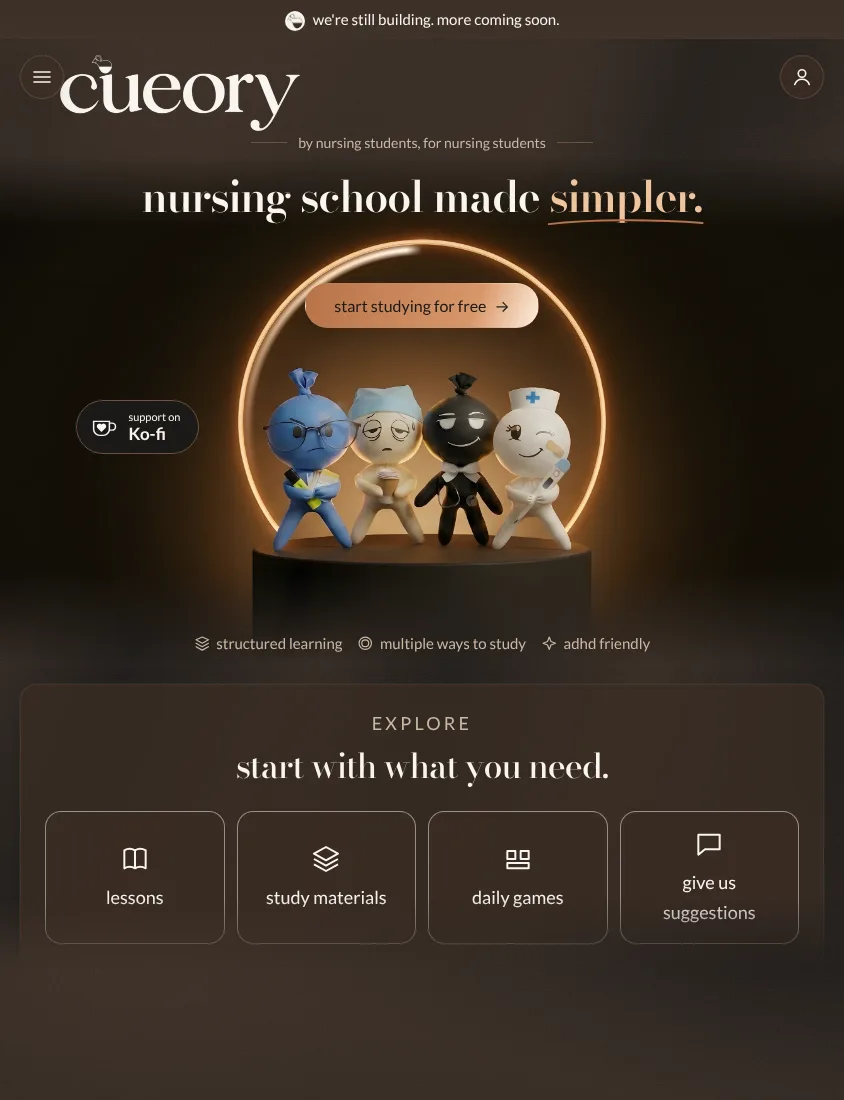 we're still building. more coming soon.
cueory
by nursing students, for nursing students
nursing school made simpler.
start studying for free →
support on
Ko-fi
structured learning multiple ways to study adhd friendly
EXPLORE
start with what you need.
lessons
study materials
daily games
give us
suggestions